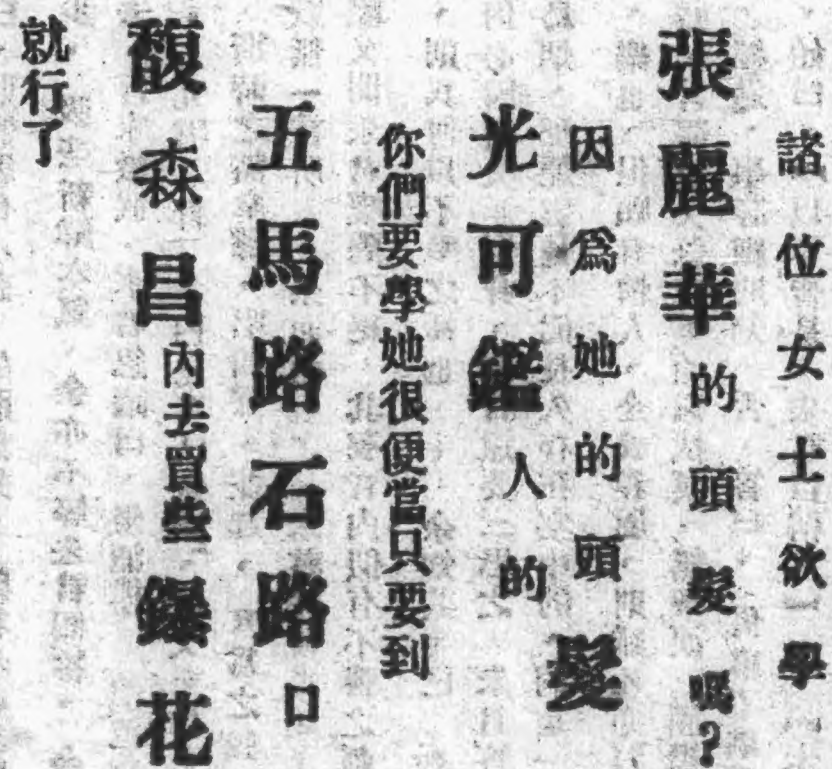 諸位女士欲學
張麗華的頭髮嗎？
因爲她的頭髮
光可鑑人的
你們要學她很便當只要到
五馬路石路口
馥森昌內去買些鏍花
就行了